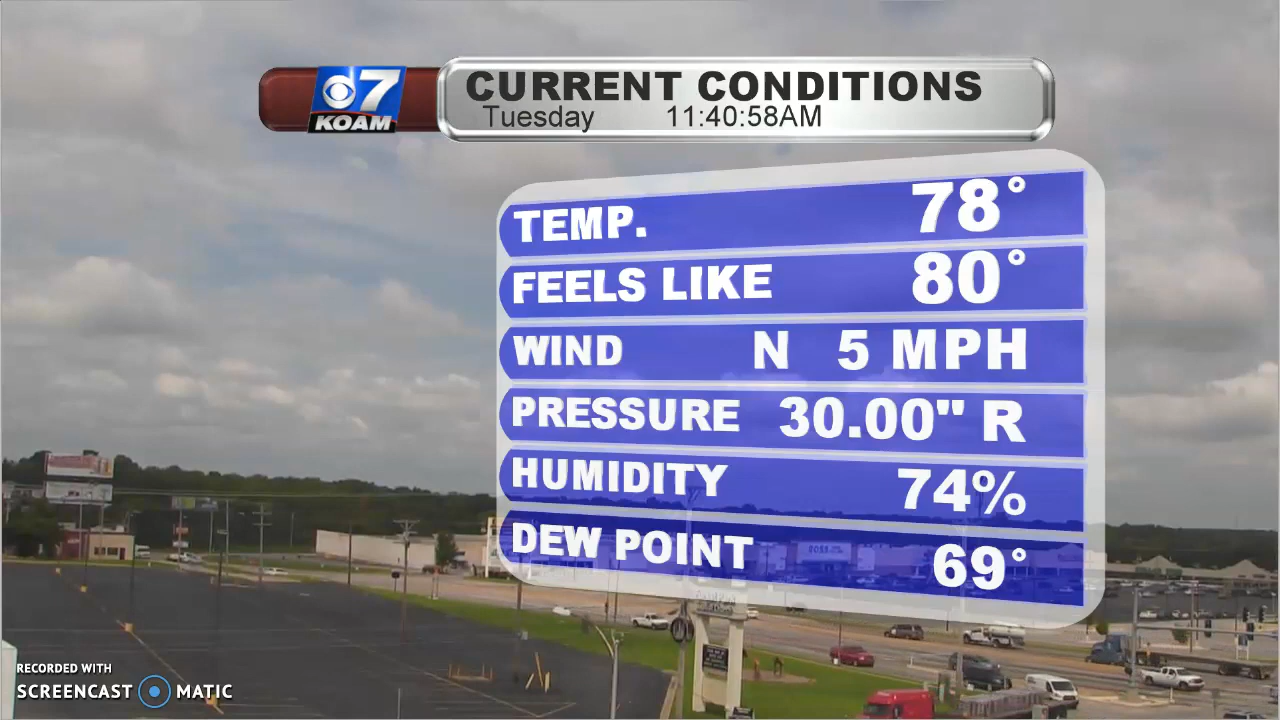 7
KOAM
CURRENT CONDITIONS
Tuesday 11:40:58AM
TEMP. 78°
FEELS LIKE 80°
WIND N 5 MPH
PRESSURE 30.00" R
HUMIDITY 74%
DEW POINT 69°
ROSS
RECORDED WITH
SCREENCAST MATIC